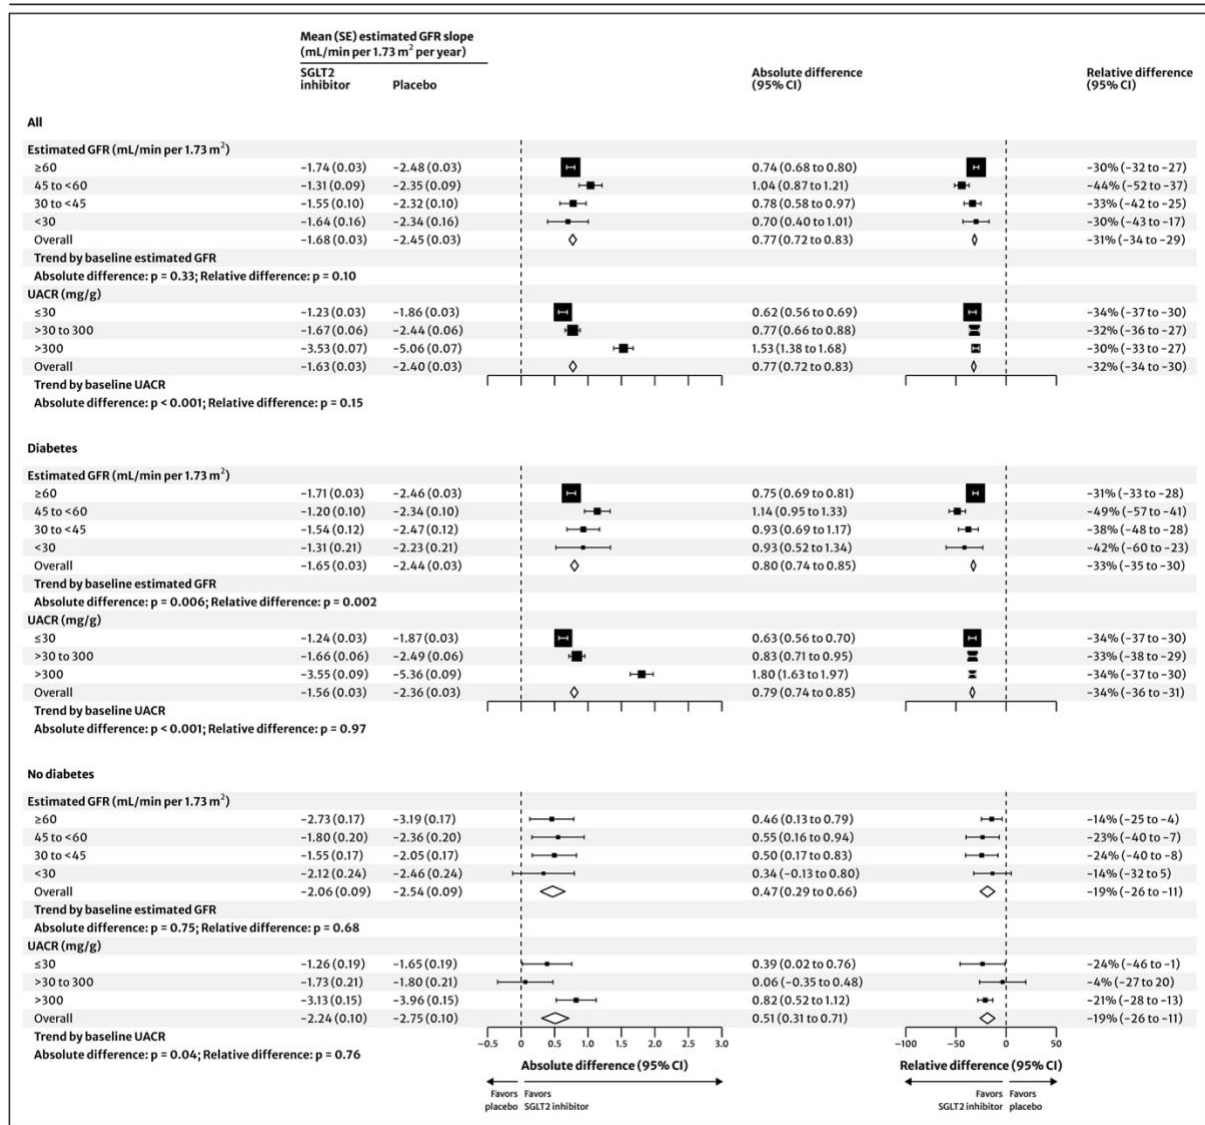 Mean (SE) estimated GFR slope
(mL/min per 1.73 m² per year)
SGLT2 inhibitor Placebo Absolute difference (95% CI) Relative difference (95% CI)
All
Estimated GFR (mL/min per 1.73 m²)
≥60 −1.74 (0.03) −2.48 (0.03) 0.74 (0.68 to 0.80) −30% (−32 to −27)
45 to <60 −1.31 (0.09) −2.35 (0.09) 1.04 (0.87 to 1.21) −44% (−52 to −37)
30 to <45 −1.55 (0.10) −2.32 (0.10) 0.78 (0.58 to 0.97) −33% (−42 to −25)
<30 −1.64 (0.16) −2.34 (0.16) 0.70 (0.40 to 1.01) −30% (−43 to −17)
Overall −1.68 (0.03) −2.45 (0.03) 0.77 (0.72 to 0.83) −31% (−34 to −29)
Trend by baseline estimated GFR
Absolute difference: p = 0.33; Relative difference: p = 0.10
UACR (mg/g)
≤30 −1.23 (0.03) −1.86 (0.03) 0.62 (0.56 to 0.69) −34% (−37 to −30)
>30 to 300 −1.67 (0.06) −2.44 (0.06) 0.77 (0.66 to 0.88) −32% (−36 to −27)
>300 −3.53 (0.07) −5.06 (0.07) 1.53 (1.38 to 1.68) −30% (−33 to −27)
Overall −1.63 (0.03) −2.40 (0.03) 0.77 (0.72 to 0.83) −32% (−34 to −30)
Trend by baseline UACR
Absolute difference: p < 0.001; Relative difference: p = 0.15
Diabetes
Estimated GFR (mL/min per 1.73 m²)
≥60 −1.71 (0.03) −2.46 (0.03) 0.75 (0.69 to 0.81) −31% (−33 to −28)
45 to <60 −1.20 (0.10) −2.34 (0.10) 1.14 (0.95 to 1.33) −49% (−57 to −41)
30 to <45 −1.54 (0.12) −2.47 (0.12) 0.93 (0.69 to 1.17) −38% (−48 to −28)
<30 −1.31 (0.21) −2.23 (0.21) 0.93 (0.52 to 1.34) −42% (−60 to −23)
Overall −1.65 (0.03) −2.44 (0.03) 0.80 (0.74 to 0.85) −33% (−35 to −30)
Trend by baseline estimated GFR
Absolute difference: p = 0.006; Relative difference: p = 0.002
UACR (mg/g)
≤30 −1.24 (0.03) −1.87 (0.03) 0.63 (0.56 to 0.70) −34% (−37 to −30)
>30 to 300 −1.66 (0.06) −2.49 (0.06) 0.83 (0.71 to 0.95) −33% (−38 to −29)
>300 −3.55 (0.09) −5.36 (0.09) 1.80 (1.63 to 1.97) −34% (−37 to −30)
Overall −1.56 (0.03) −2.36 (0.03) 0.79 (0.74 to 0.85) −34% (−36 to −31)
Trend by baseline UACR
Absolute difference: p < 0.001; Relative difference: p = 0.97
No diabetes
Estimated GFR (mL/min per 1.73 m²)
≥60 −2.73 (0.17) −3.19 (0.17) 0.46 (0.13 to 0.79) −14% (−25 to −4)
45 to <60 −1.80 (0.20) −2.36 (0.20) 0.55 (0.16 to 0.94) −23% (−40 to −7)
30 to <45 −1.55 (0.17) −2.05 (0.17) 0.50 (0.17 to 0.83) −24% (−40 to −8)
<30 −2.12 (0.24) −2.46 (0.24) 0.34 (−0.13 to 0.80) −14% (−32 to 5)
Overall −2.06 (0.09) −2.54 (0.09) 0.47 (0.29 to 0.66) −19% (−26 to −11)
Trend by baseline estimated GFR
Absolute difference: p = 0.75; Relative difference: p = 0.68
UACR (mg/g)
≤30 −1.26 (0.19) −1.65 (0.19) 0.39 (0.02 to 0.76) −24% (−46 to −1)
>30 to 300 −1.73 (0.21) −1.80 (0.21) 0.06 (−0.35 to 0.48) −4% (−27 to 20)
>300 −3.13 (0.15) −3.96 (0.15) 0.82 (0.52 to 1.12) −21% (−28 to −13)
Overall −2.24 (0.10) −2.75 (0.10) 0.51 (0.31 to 0.71) −19% (−26 to −11)
Trend by baseline UACR
Absolute difference: p = 0.04; Relative difference: p = 0.76
−0.5 0 0.5 1.0 1.5 2.0 2.5 3.0 −100 −50 0 50
Absolute difference (95% CI) Relative difference (95% CI)
Favors placebo Favors SGLT2 inhibitor Favors SGLT2 inhibitor Favors placebo